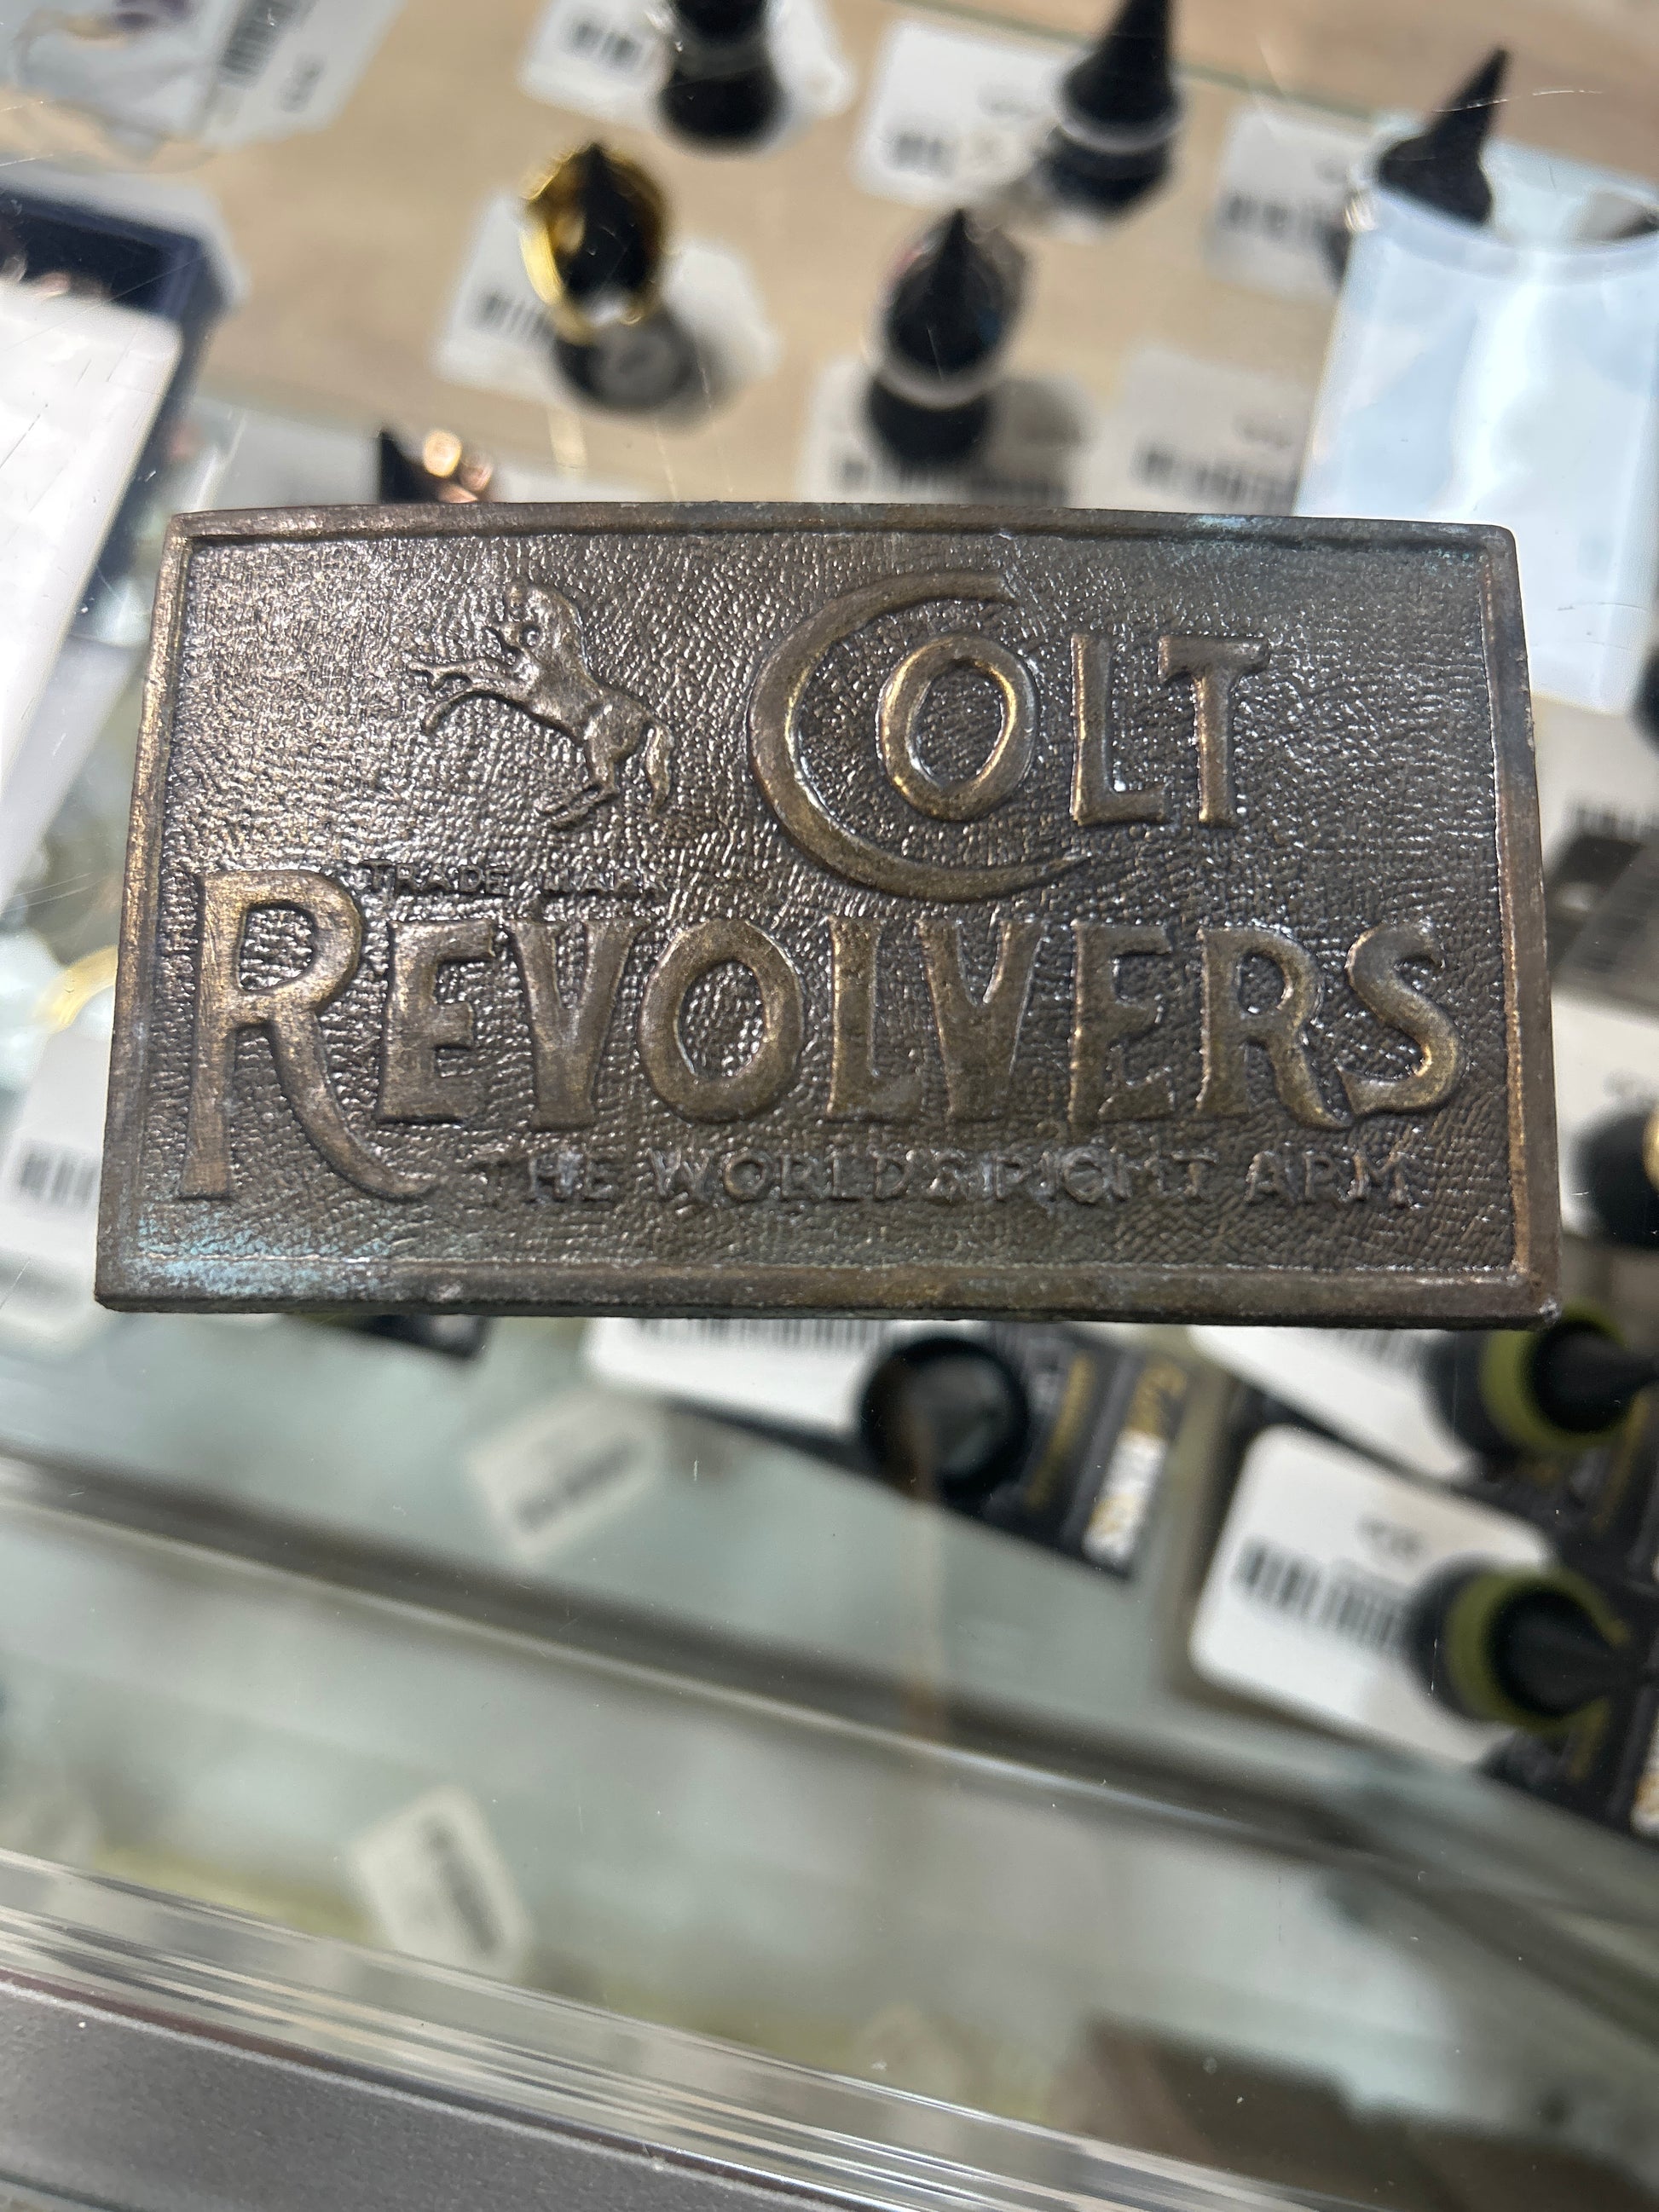 COLT
TRADE MARK
REVOLVERS
THE WORLD'S RIGHT ARM